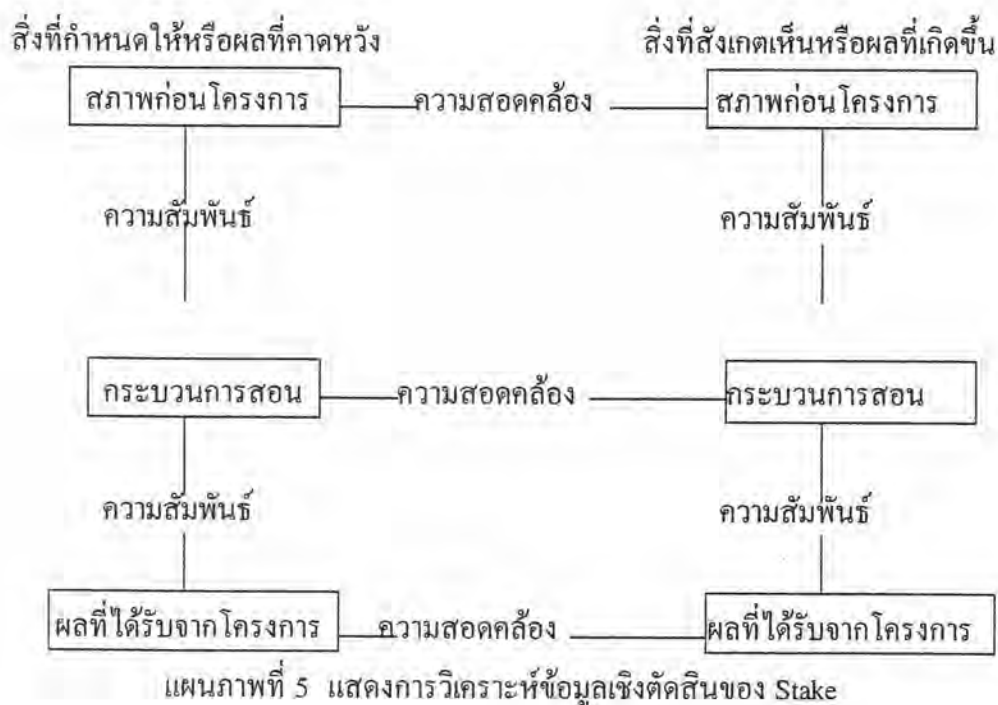 สิ่งที่กำหนดให้หรือผลที่คาดหวัง สิ่งที่สังเกตเห็นหรือผลที่เกิดขึ้น
สภาพก่อนโครงการ ความสอดคล้อง สภาพก่อนโครงการ
ความสัมพันธ์ ความสัมพันธ์
กระบวนการสอน ความสอดคล้อง กระบวนการสอน
ความสัมพันธ์ ความสัมพันธ์
ผลที่ได้รับจากโครงการ ความสอดคล้อง ผลที่ได้รับจากโครงการ
แผนภาพที่ 5 แสดงการวิเคราะห์ข้อมูลเชิงตัดสินของ Stake